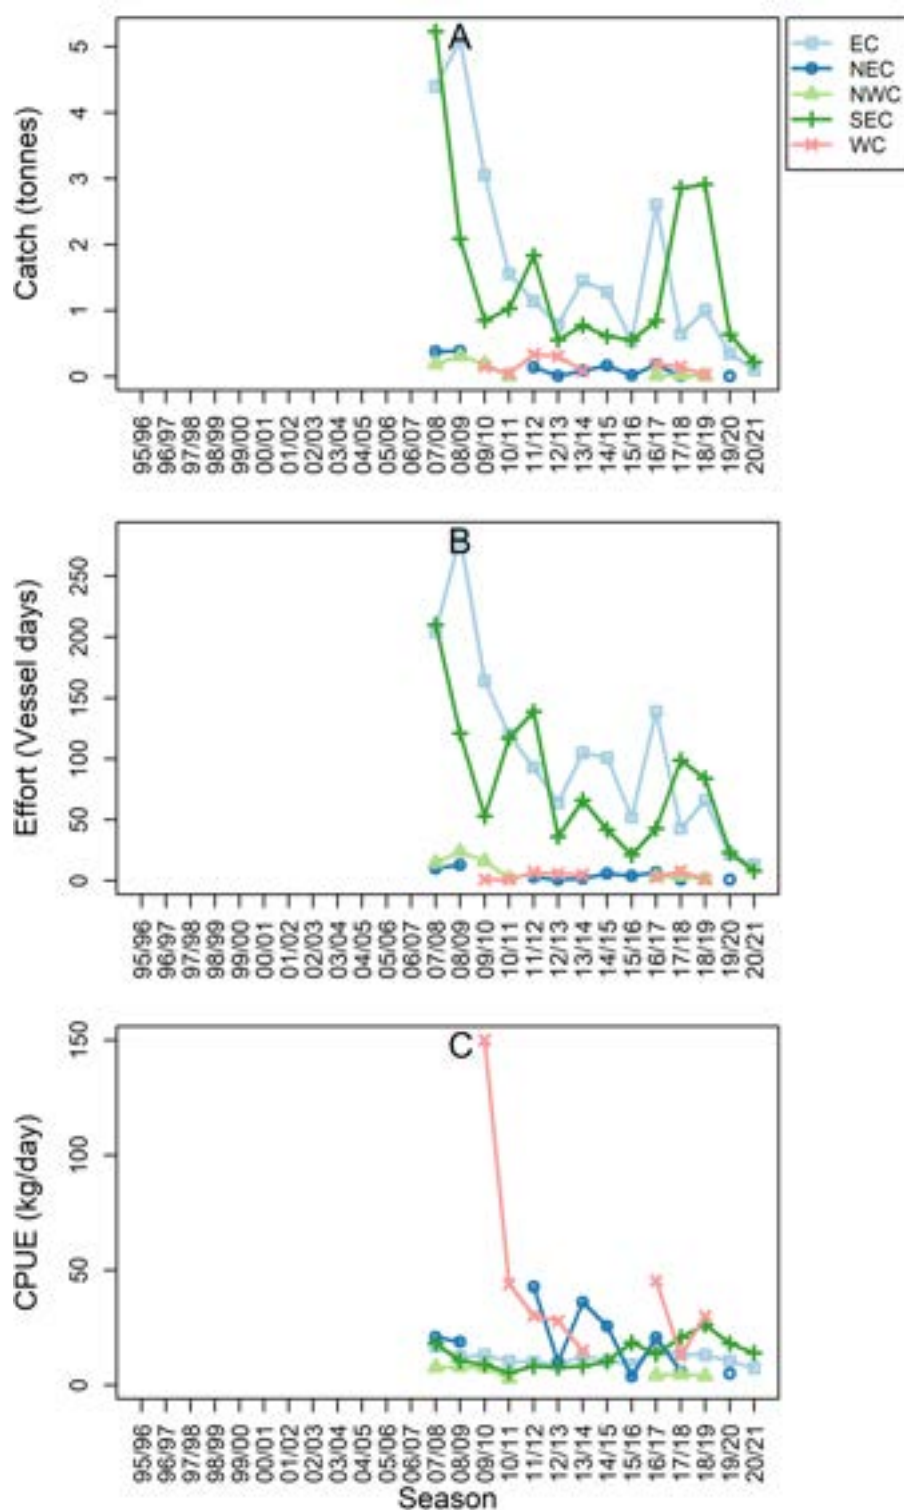 A
EC
NEC
NWC
SEC
WC
Catch (tonnes)
5
4
3
2
1
0
95/96 96/97 97/98 98/99 99/00 00/01 01/02 02/03 03/04 04/05 05/06 06/07 07/08 08/09 09/10 10/11 11/12 12/13 13/14 14/15 15/16 16/17 17/18 18/19 19/20 20/21
B
Effort (Vessel days)
250
200
150
100
50
0
95/96 96/97 97/98 98/99 99/00 00/01 01/02 02/03 03/04 04/05 05/06 06/07 07/08 08/09 09/10 10/11 11/12 12/13 13/14 14/15 15/16 16/17 17/18 18/19 19/20 20/21
C
CPUE (kg/day)
150
100
50
0
95/96 96/97 97/98 98/99 99/00 00/01 01/02 02/03 03/04 04/05 05/06 06/07 07/08 08/09 09/10 10/11 11/12 12/13 13/14 14/15 15/16 16/17 17/18 18/19 19/20 20/21
Season